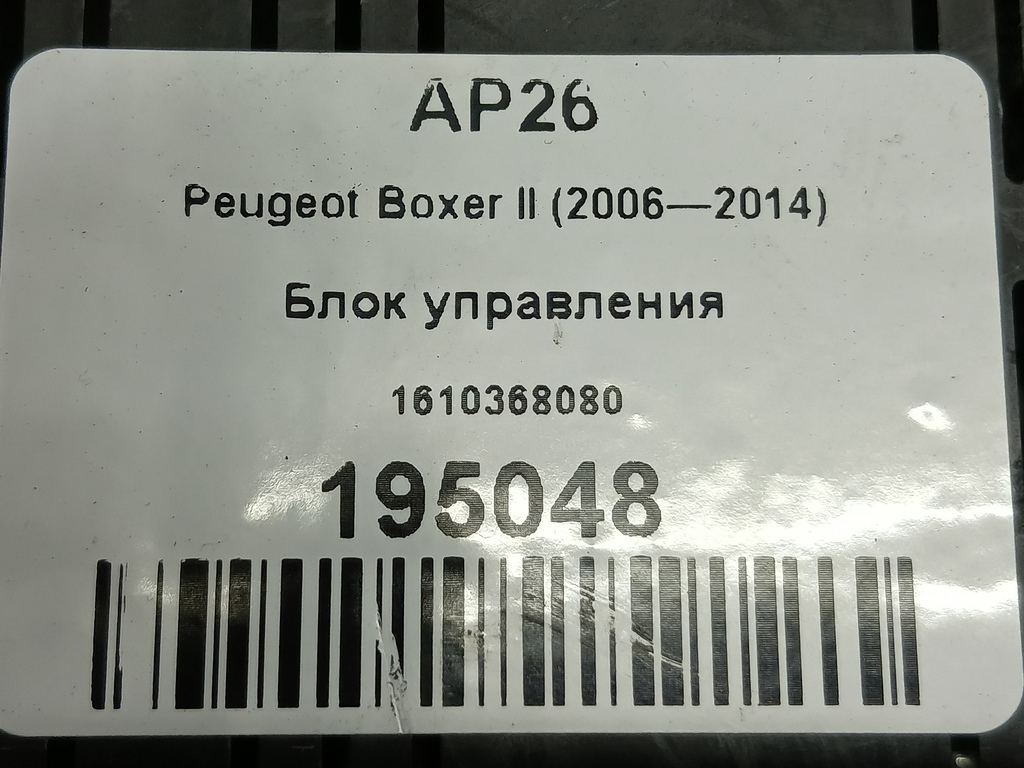 AP26
Peugeot Boxer II (2006—2014)
Блок управления
1610368080
195048